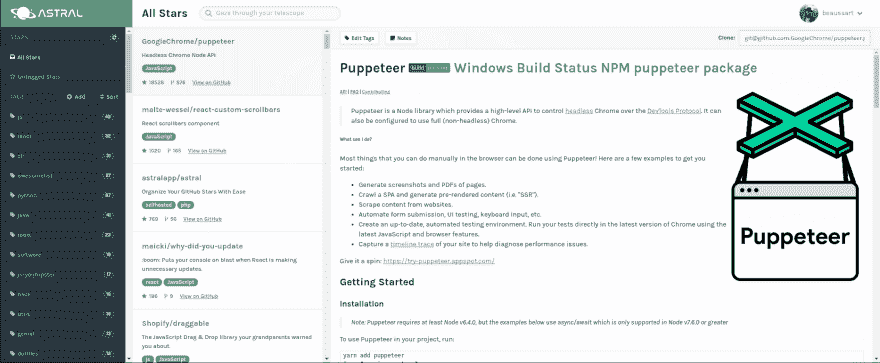 ASTRAL
All Stars
Gaze through your telescope
STARS
All Stars
Untagged Stars
TAGS
Add
Sort
js
react
cli
python
java
GoogleChrome/puppeteer
Headless Chrome Node API
JavaScript
View on GitHub
malte-wessel/react-custom-scrollbars
React scrollbars component
JavaScript
View on GitHub
astralapp/astral
Organize Your GitHub Stars With Ease
selfhosted php
View on GitHub
maicki/why-did-you-update
:boom: Puts your console on blast when React is making
unnecessary updates.
react JavaScript
View on GitHub
Shopify/draggable
The JavaScript Drag & Drop library your grandparents warned
you about.
js JavaScript
Edit Tags
Notes
Clone:
git@github.com:GoogleChrome/puppeteer.g
Puppeteer Build Windows Build Status NPM puppeteer package
API | FAQ | Contributing
Puppeteer is a Node library which provides a high-level API to control headless Chrome over the DevTools Protocol. It can
also be configured to use full (non-headless) Chrome.
What can I do?
Most things that you can do manually in the browser can be done using Puppeteer! Here are a few examples to get you
started:
• Generate screenshots and PDFs of pages.
• Crawl a SPA and generate pre-rendered content (i.e. "SSR").
• Scrape content from websites.
• Automate form submission, UI testing, keyboard input, etc.
• Create an up-to-date, automated testing environment. Run your tests directly in the latest version of Chrome using the
latest JavaScript and browser features.
• Capture a timeline trace of your site to help diagnose performance issues.
Give it a spin: https://try-puppeteer.appspot.com/
Puppeteer
Getting Started
Installation
Note: Puppeteer requires at least Node v6.4.0, but the examples below use async/await which is only supported in Node v7.6.0 or greater
To use Puppeteer in your project, run:
yarn add puppeteer